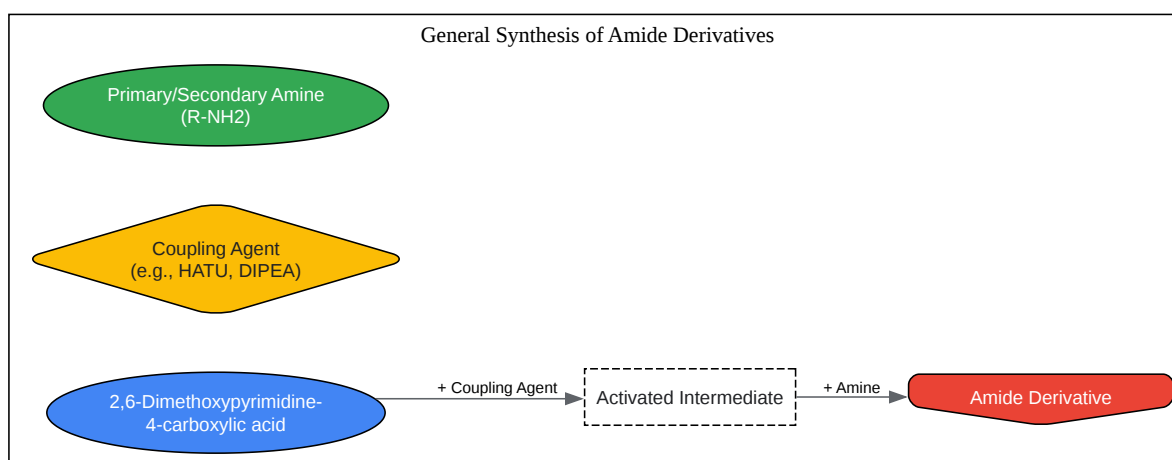 General Synthesis of Amide Derivatives
Primary/Secondary Amine
(R-NH2)
Coupling Agent
(e.g., HATU, DIPEA)
2,6-Dimethoxypyrimidine-
4-carboxylic acid
+ Coupling Agent
Activated Intermediate
+ Amine
Amide Derivative